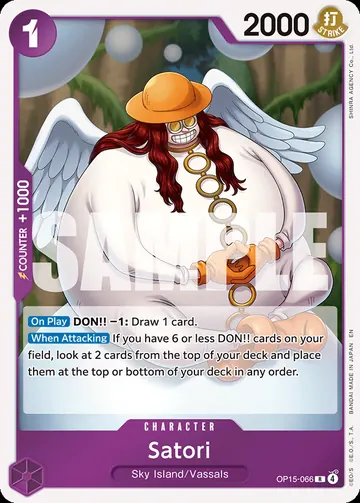 1
2000
打
STRIKE
COUNTER +1000
SAMPLE
On Play DON!! −1: Draw 1 card.
When Attacking If you have 6 or less DON!! cards on your
field, look at 2 cards from the top of your deck and place
them at the top or bottom of your deck in any order.
CHARACTER
Satori
Sky Island/Vassals
OP15-066 R 4
SHINRA AGENCY Co., Ltd.
©E.O./S. ©E.O./S., T.A. BANDAI MADE IN JAPAN EN